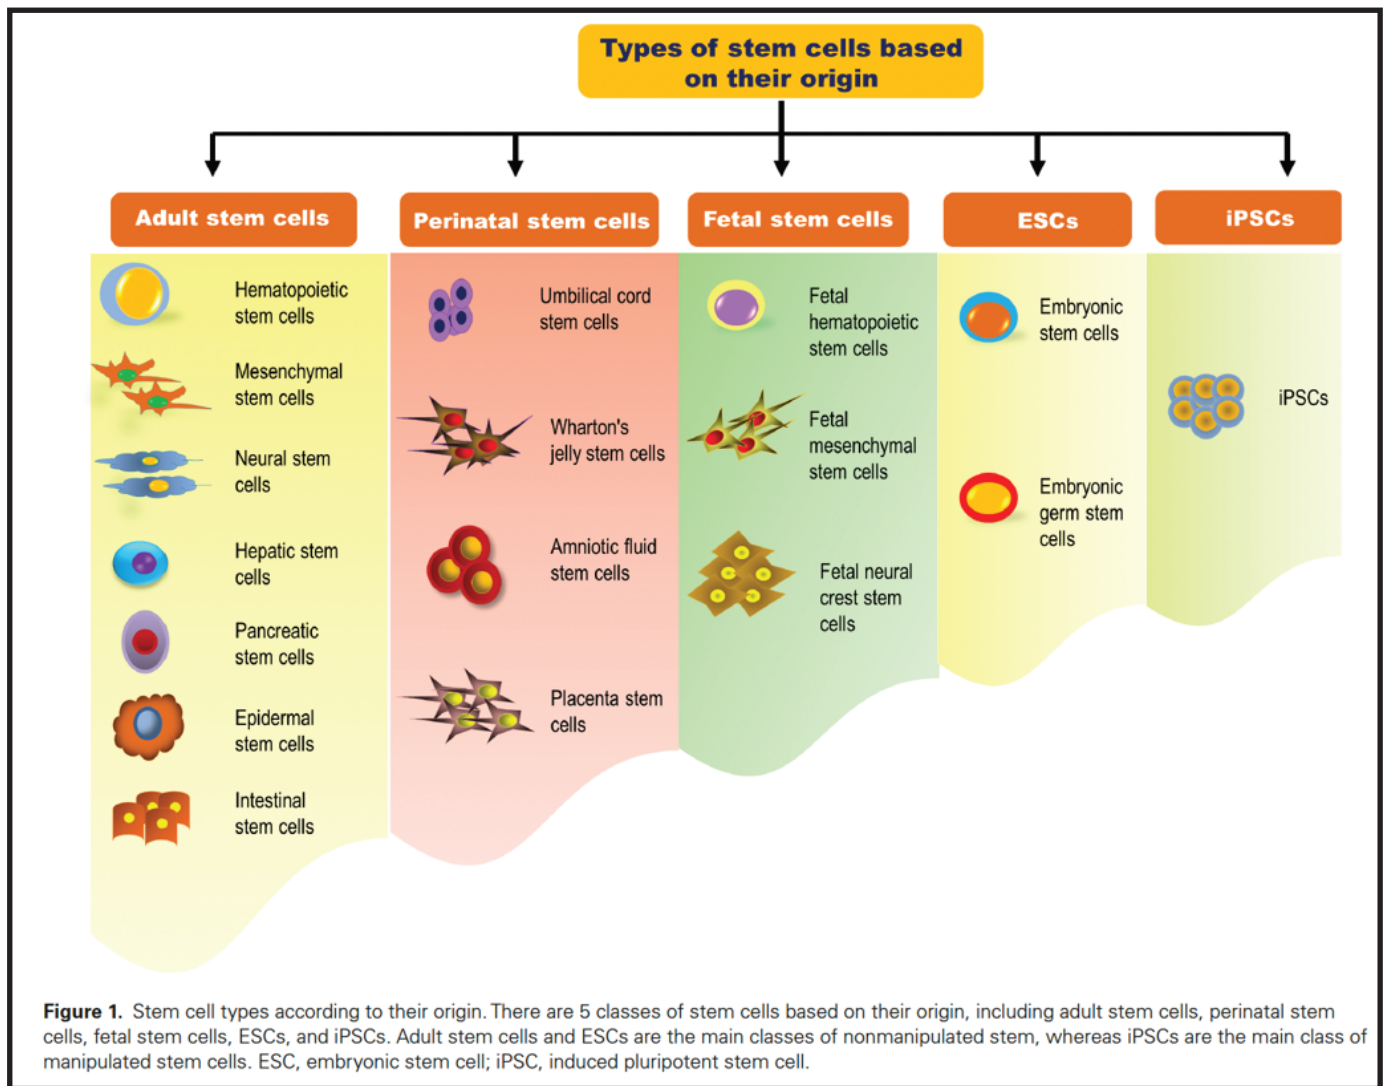 Types of stem cells based
on their origin
Adult stem cells
Perinatal stem cells
Fetal stem cells
ESCs
iPSCs
Hematopoietic
stem cells
Mesenchymal
stem cells
Neural stem
cells
Hepatic stem
cells
Pancreatic
stem cells
Epidermal
stem cells
Intestinal
stem cells
Umbilical cord
stem cells
Wharton's
jelly stem cells
Amniotic fluid
stem cells
Placenta stem
cells
Fetal
hematopoietic
stem cells
Fetal
mesenchymal
stem cells
Fetal neural
crest stem
cells
Embryonic
stem cells
Embryonic
germ stem
cells
iPSCs
Figure 1. Stem cell types according to their origin. There are 5 classes of stem cells based on their origin, including adult stem cells, perinatal stem
cells, fetal stem cells, ESCs, and iPSCs. Adult stem cells and ESCs are the main classes of nonmanipulated stem, whereas iPSCs are the main class of
manipulated stem cells. ESC, embryonic stem cell; iPSC, induced pluripotent stem cell.